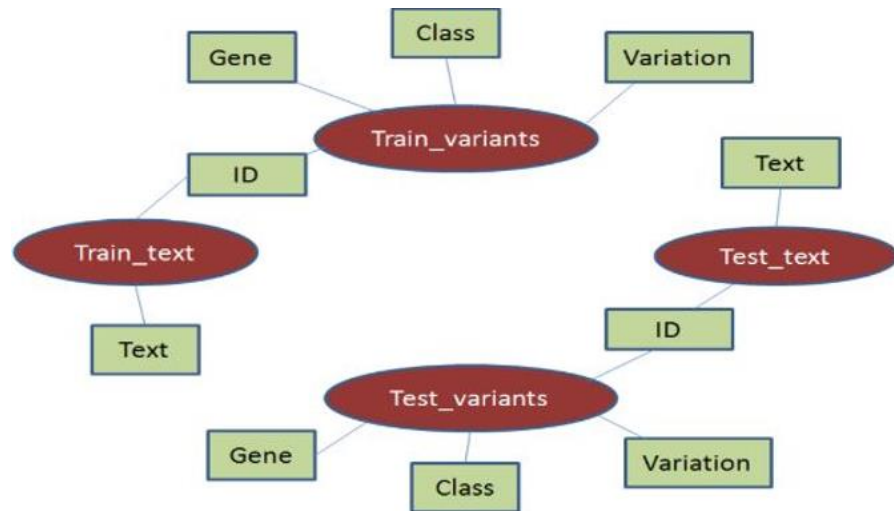 Class
Gene
Variation
Train_variants
Text
ID
Train_text
Test_text
ID
Text
Test_variants
Gene
Class
Variation